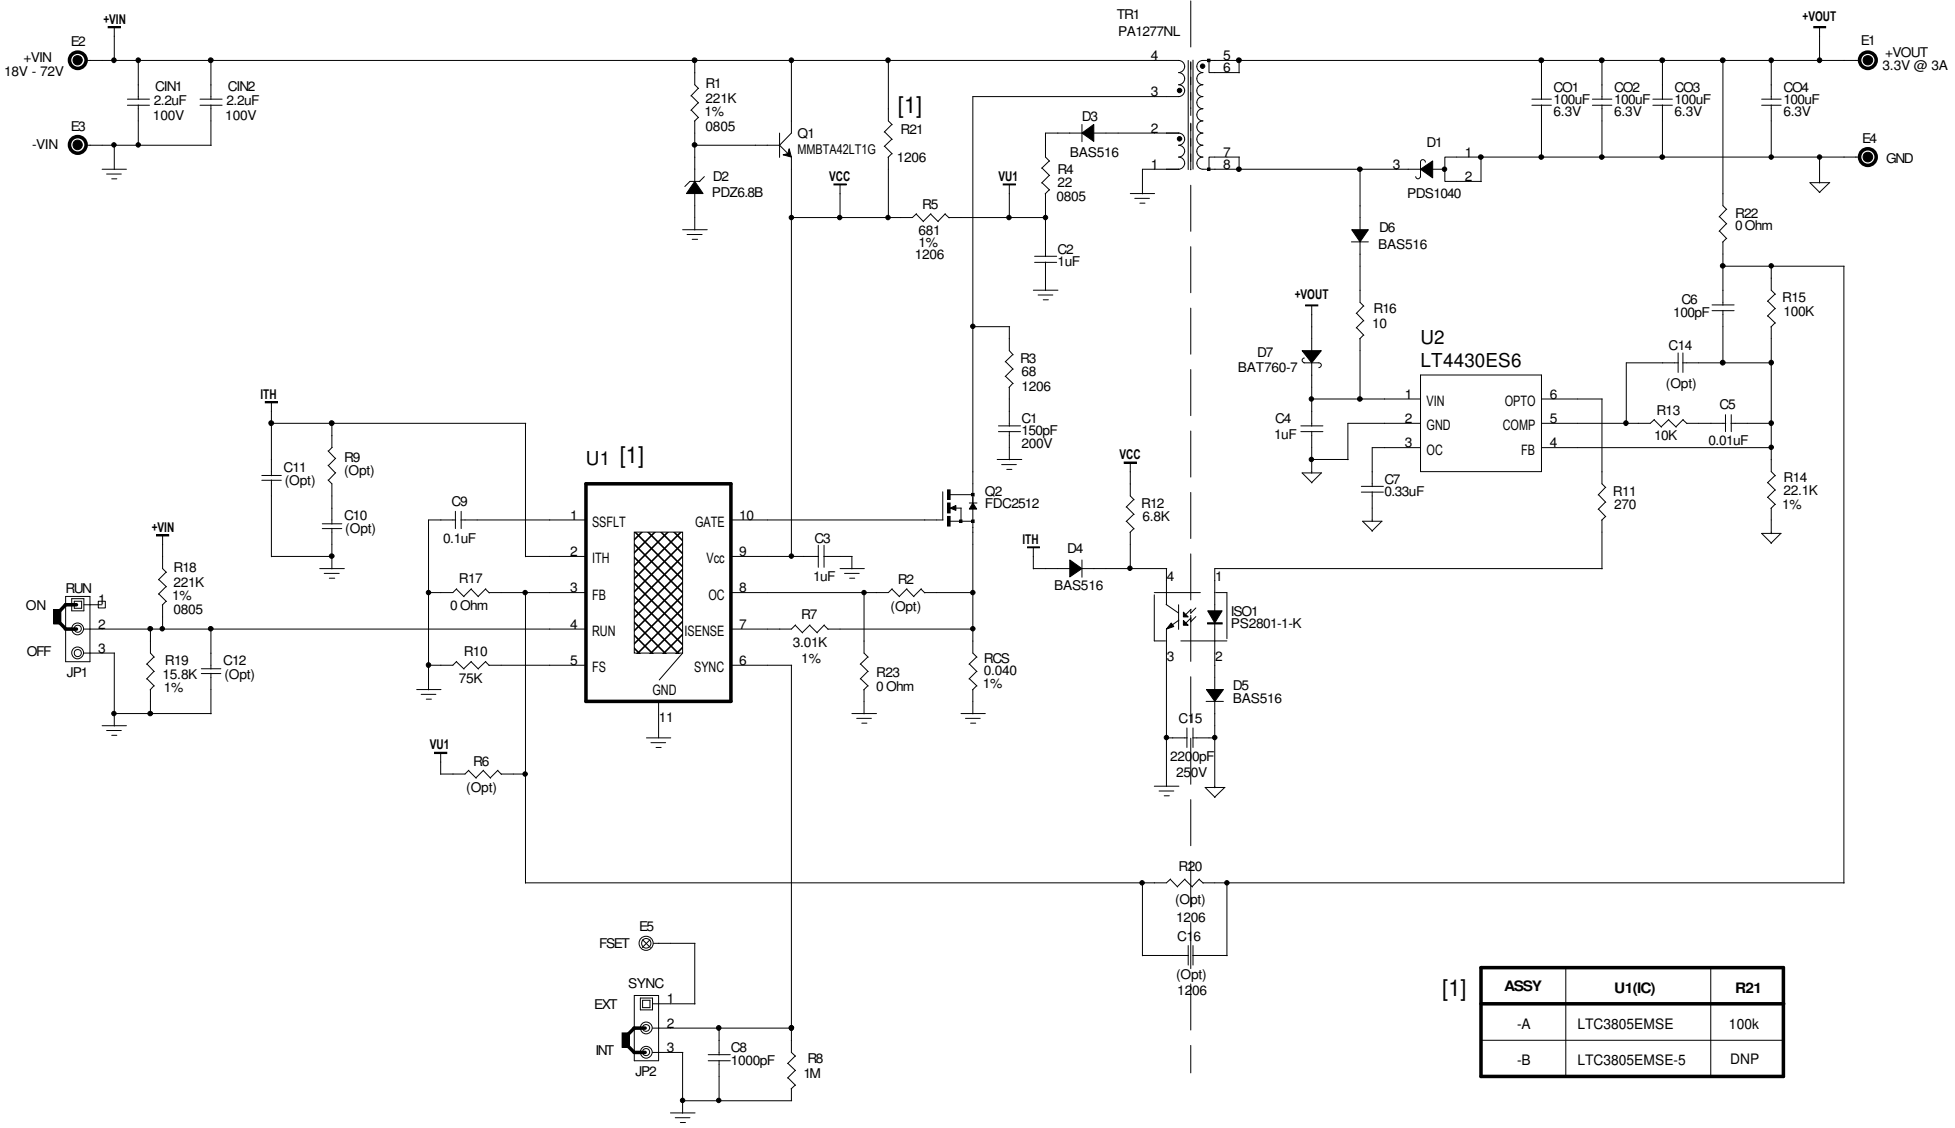 +VIN
E2
+VIN
18V - 72V
CIN1
2.2uF
100V
CIN2
2.2uF
100V
E3
-VIN
R1
221K
1%
0805
Q1
MMBTA42LT1G
D2
PDZ6.8B
[1]
R21
1206
VCC
R5
681
1%
1206
VU1
R4
22
0805
C2
1uF
D3
BAS516
TR1
PA1277NL
4
3
2
1
5
6
7
8
+VOUT
E1
+VOUT
3.3V @ 3A
CO1
100uF
6.3V
CO2
100uF
6.3V
CO3
100uF
6.3V
CO4
100uF
6.3V
E4
GND
D1
3
1
2
PDS1040
D6
BAS516
R16
10
+VOUT
D7
BAT760-7
C4
1uF
U2
LT4430ES6
1 VIN
2 GND
3 OC
OPTO 6
COMP 5
FB 4
C7
0.33uF
R22
0 Ohm
C6
100pF
R15
100K
C14
(Opt)
R13
10K
C5
0.01uF
R14
22.1K
1%
R11
270
R3
68
1206
C1
150pF
200V
Q2
FDC2512
ITH
C11
(Opt)
R9
(Opt)
C10
(Opt)
U1 [1]
1 SSFLT
2 ITH
3 FB
4 RUN
5 FS
GATE 10
Vcc 9
OC 8
ISENSE 7
SYNC 6
GND
11
C9
0.1uF
R17
0 Ohm
R10
75K
+VIN
R18
221K
1%
0805
RUN
ON
OFF
1
2
3
JP1
R19
15.8K
1%
C12
(Opt)
C3
1uF
R2
(Opt)
R7
3.01K
1%
R23
0 Ohm
RCS
0.040
1%
VCC
R12
6.8K
ITH
D4
BAS516
4
1
3
2
ISO1
PS2801-1-K
D5
BAS516
C15
2200pF
250V
VU1
R6
(Opt)
R20
(Opt)
1206
C16
(Opt)
1206
E5
FSET
SYNC
EXT
INT
1
2
3
JP2
C8
1000pF
R8
1M
[1]
ASSY U1(IC) R21
-A LTC3805EMSE 100k
-B LTC3805EMSE-5 DNP